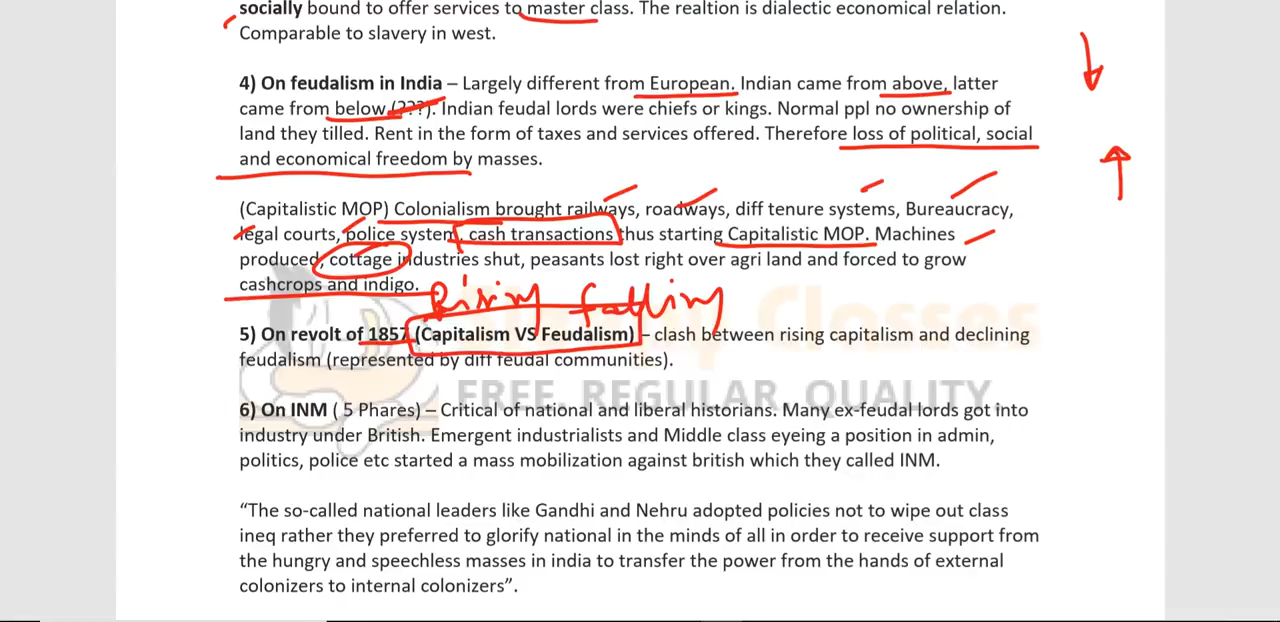 socially bound to offer services to master class. The realtion is dialectic economical relation.
Comparable to slavery in west.
4) On feudalism in India – Largely different from European. Indian came from above, latter
came from below (???). Indian feudal lords were chiefs or kings. Normal ppl no ownership of
land they tilled. Rent in the form of taxes and services offered. Therefore loss of political, social
and economical freedom by masses.
(Capitalistic MOP) Colonialism brought railways, roadways, diff tenure systems, Bureaucracy,
legal courts, police system, cash transactions thus starting Capitalistic MOP. Machines
produced, cottage industries shut, peasants lost right over agri land and forced to grow
cashcrops and indigo.
Rising falling
5) On revolt of 1857 (Capitalism VS Feudalism) – clash between rising capitalism and declining
feudalism (represented by diff feudal communities).
FREE. REGULAR. QUALITY
6) On INM ( 5 Phares) – Critical of national and liberal historians. Many ex-feudal lords got into
industry under British. Emergent industrialists and Middle class eyeing a position in admin,
politics, police etc started a mass mobilization against british which they called INM.
“The so-called national leaders like Gandhi and Nehru adopted policies not to wipe out class
ineq rather they preferred to glorify national in the minds of all in order to receive support from
the hungry and speechless masses in india to transfer the power from the hands of external
colonizers to internal colonizers”.